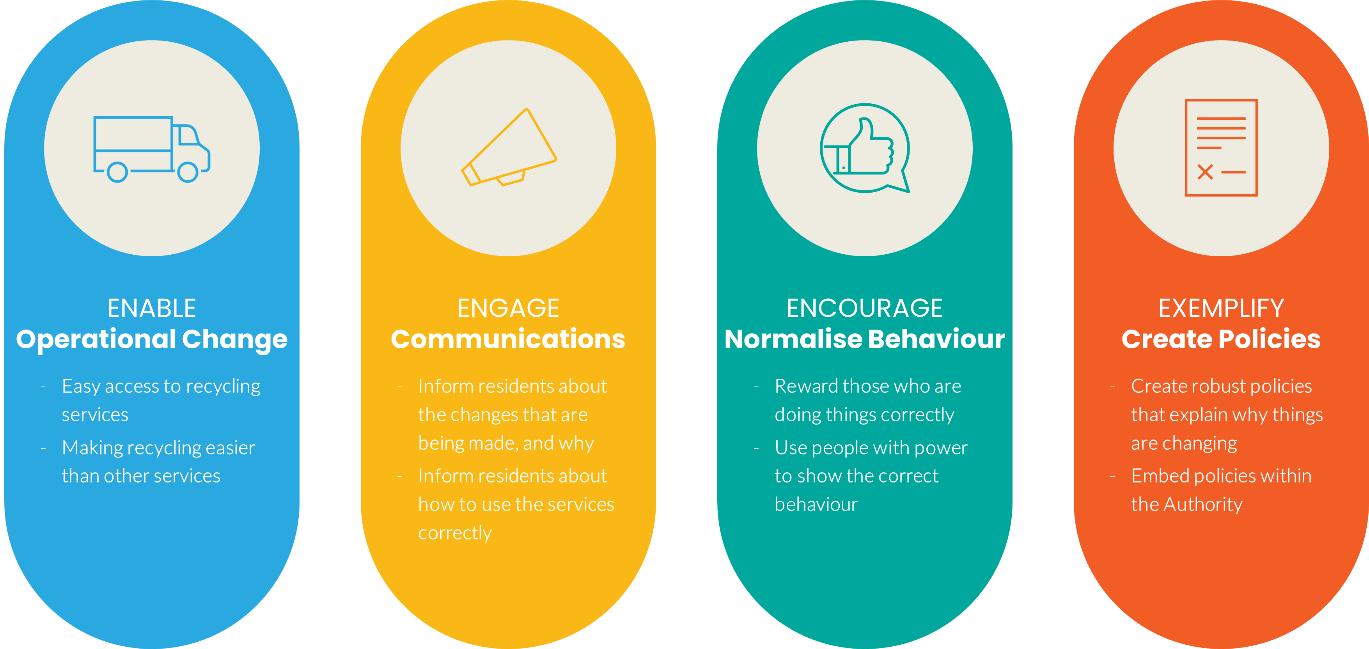 ENABLE
Operational Change
- Easy access to recycling
services
- Making recycling easier
than other services
ENGAGE
Communications
- Inform residents about
the changes that are
being made, and why
- Inform residents about
how to use the services
correctly
ENCOURAGE
Normalise Behaviour
- Reward those who are
doing things correctly
- Use people with power
to show the correct
behaviour
EXEMPLIFY
Create Policies
- Create robust policies
that explain why things
are changing
- Embed policies within
the Authority